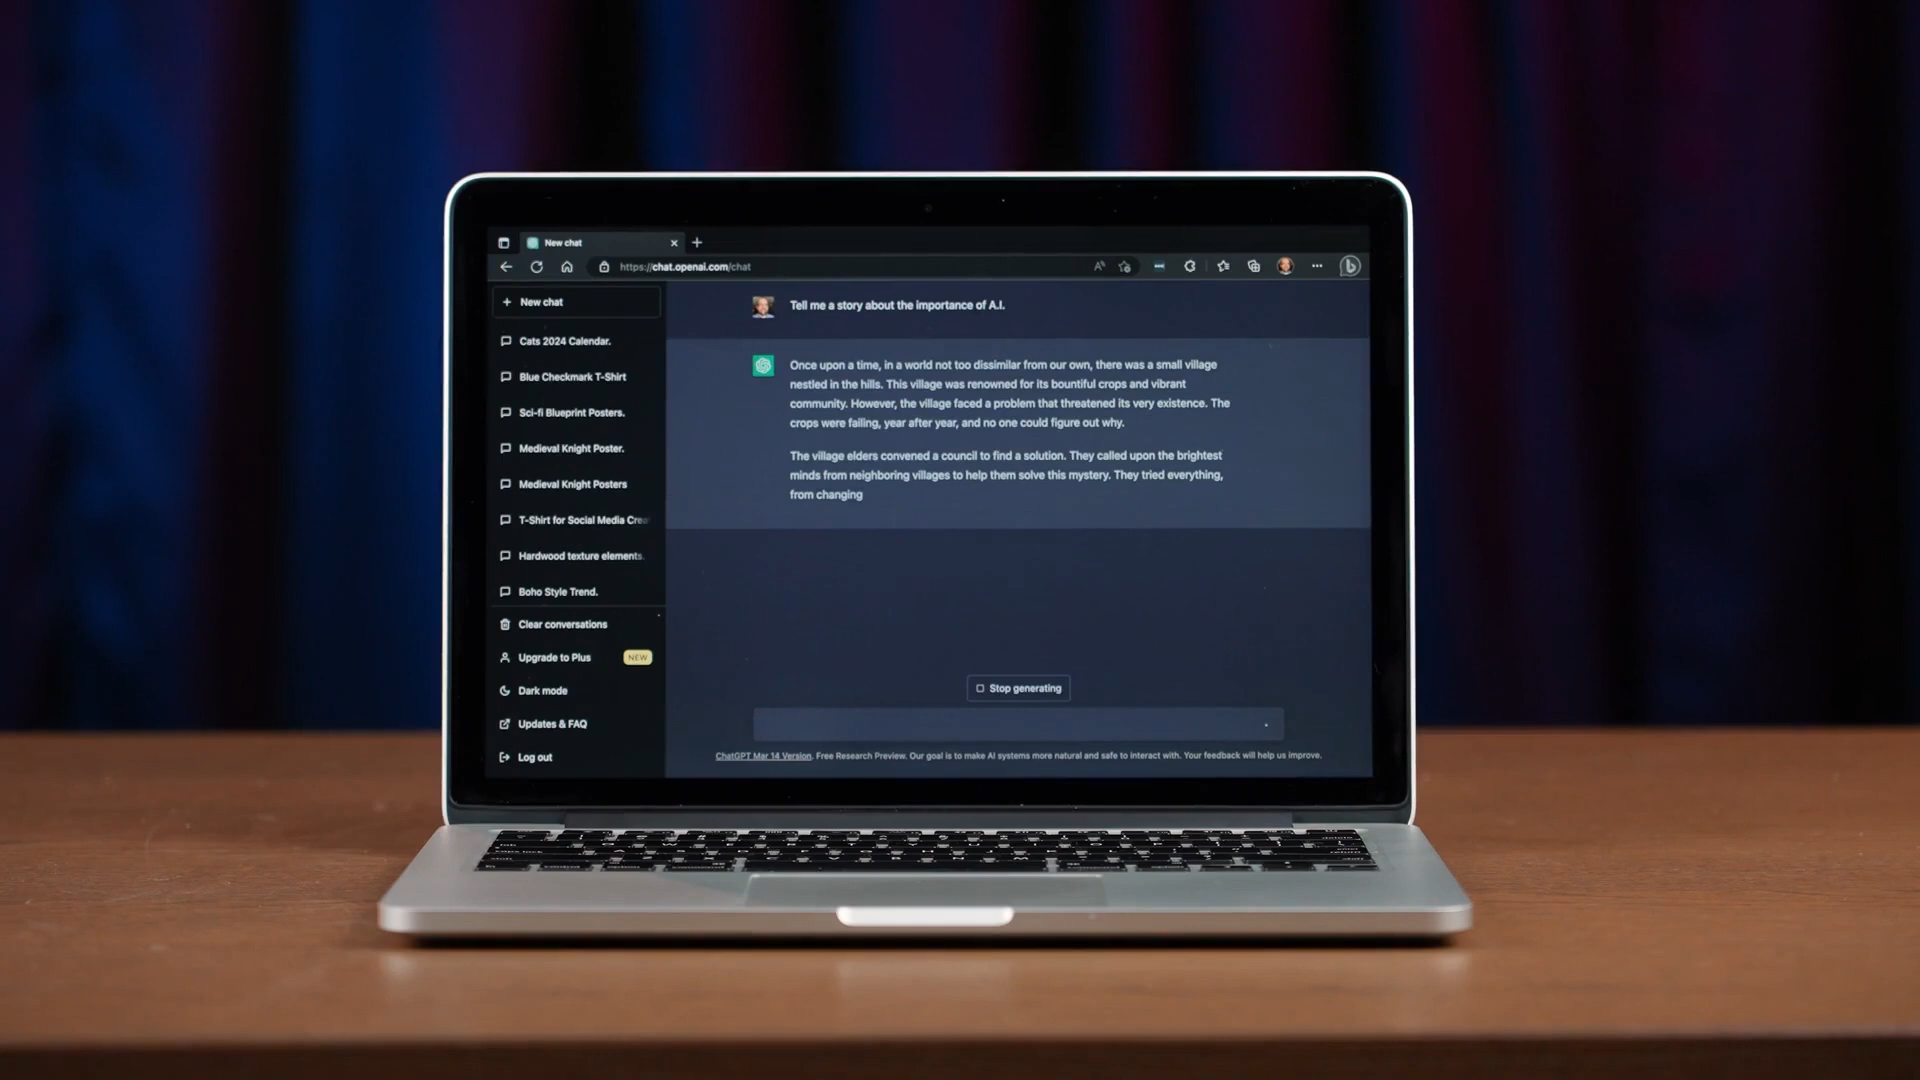 New chat
https://chat.openai.com/chat
New chat
Cats 2024 Calendar.
Blue Checkmark T-Shirt
Sci-fi Blueprint Posters.
Medieval Knight Poster.
Medieval Knight Posters
T-Shirt for Social Media Crea
Hardwood texture elements.
Boho Style Trend.
Clear conversations
Upgrade to Plus NEW
Dark mode
Updates & FAQ
Log out
Tell me a story about the importance of A.I.
Once upon a time, in a world not too dissimilar from our own, there was a small village
nestled in the hills. This village was renowned for its bountiful crops and vibrant
community. However, the village faced a problem that threatened its very existence. The
crops were failing, year after year, and no one could figure out why.
The village elders convened a council to find a solution. They called upon the brightest
minds from neighboring villages to help them solve this mystery. They tried everything,
from changing
Stop generating
ChatGPT Mar 14 Version. Free Research Preview. Our goal is to make AI systems more natural and safe to interact with. Your feedback will help us improve.